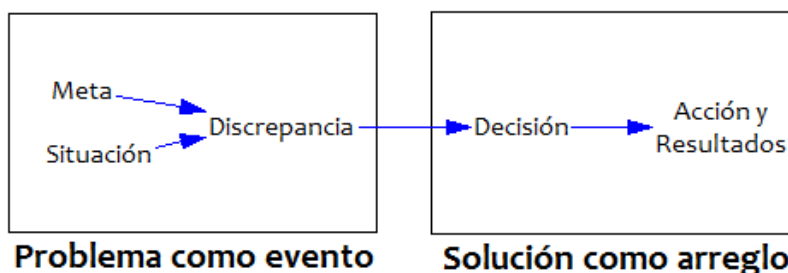 Meta
Situación
Discrepancia
Decisión
Acción y
Resultados
Problema como evento
Solución como arreglo